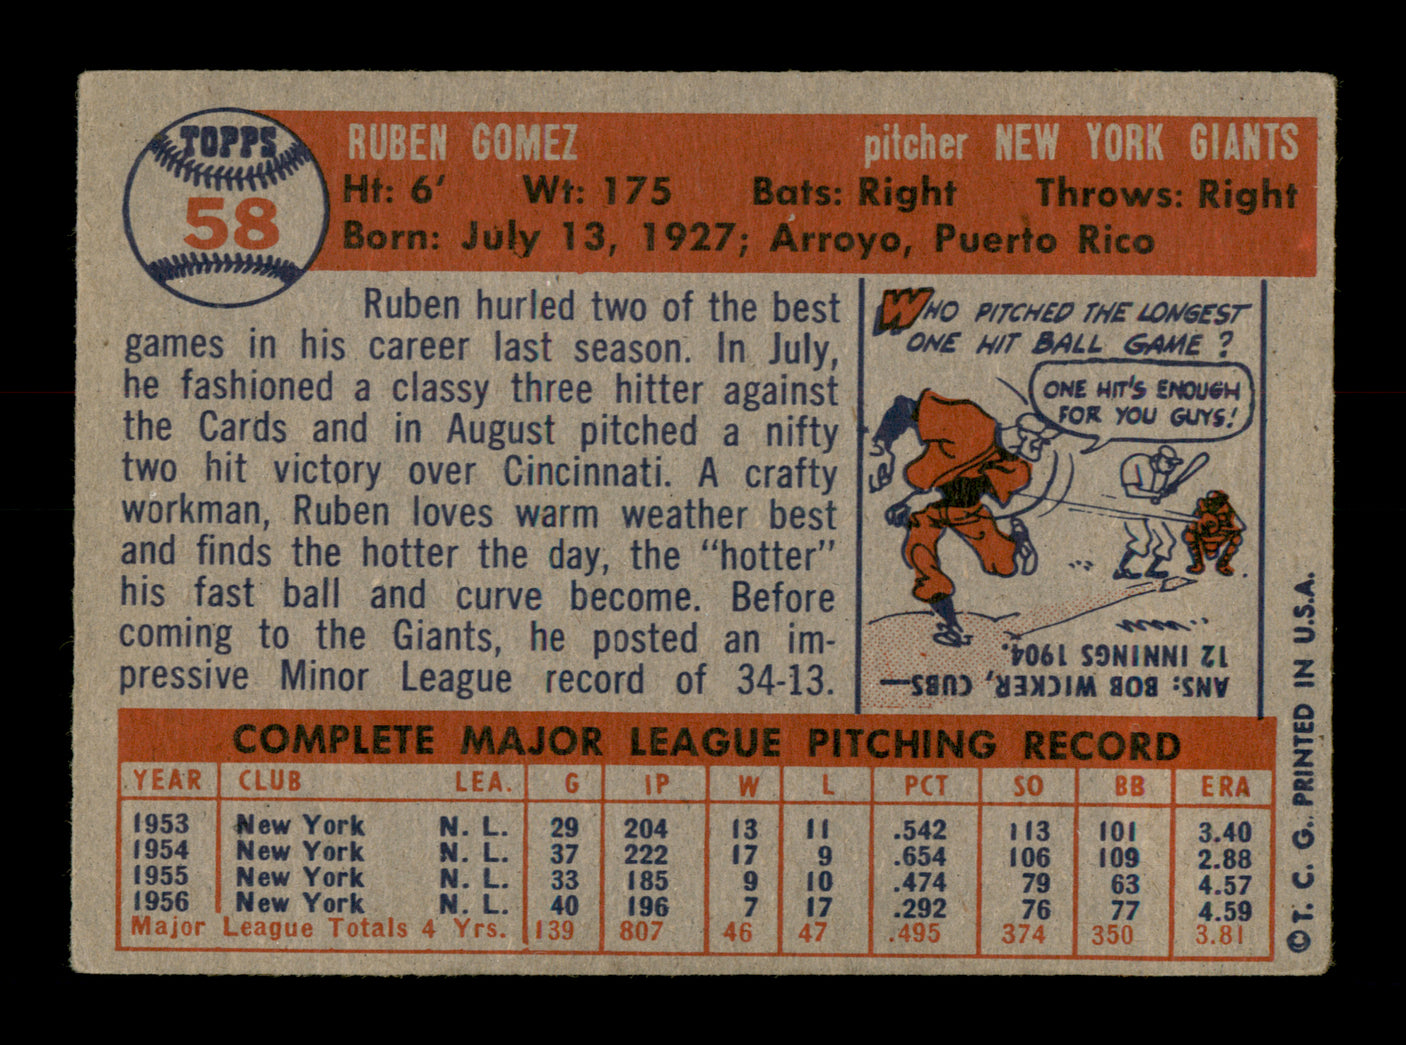 TOPPS
58
RUBEN GOMEZ pitcher NEW YORK GIANTS
Ht: 6' Wt: 175 Bats: Right Throws: Right
Born: July 13, 1927; Arroyo, Puerto Rico
Ruben hurled two of the best
games in his career last season. In July,
he fashioned a classy three hitter against
the Cards and in August pitched a nifty
two hit victory over Cincinnati. A crafty
workman, Ruben loves warm weather best
and finds the hotter the day, the "hotter"
his fast ball and curve become. Before
coming to the Giants, he posted an im-
pressive Minor League record of 34-13.
WHO PITCHED THE LONGEST
ONE HIT BALL GAME ?
ONE HIT'S ENOUGH
FOR YOU GUYS!
ANS: BOB WICKER, CUBS—
12 INNINGS 1904.
COMPLETE MAJOR LEAGUE PITCHING RECORD
YEAR CLUB LEA. G IP W L PCT SO BB ERA
1953 New York N. L. 29 204 13 11 .542 113 101 3.40
1954 New York N. L. 37 222 17 9 .654 106 109 2.88
1955 New York N. L. 33 185 9 10 .474 79 63 4.57
1956 New York N. L. 40 196 7 17 .292 76 77 4.59
Major League Totals 4 Yrs. 139 807 46 47 .495 374 350 3.81
© T. C. G. PRINTED IN U.S.A.